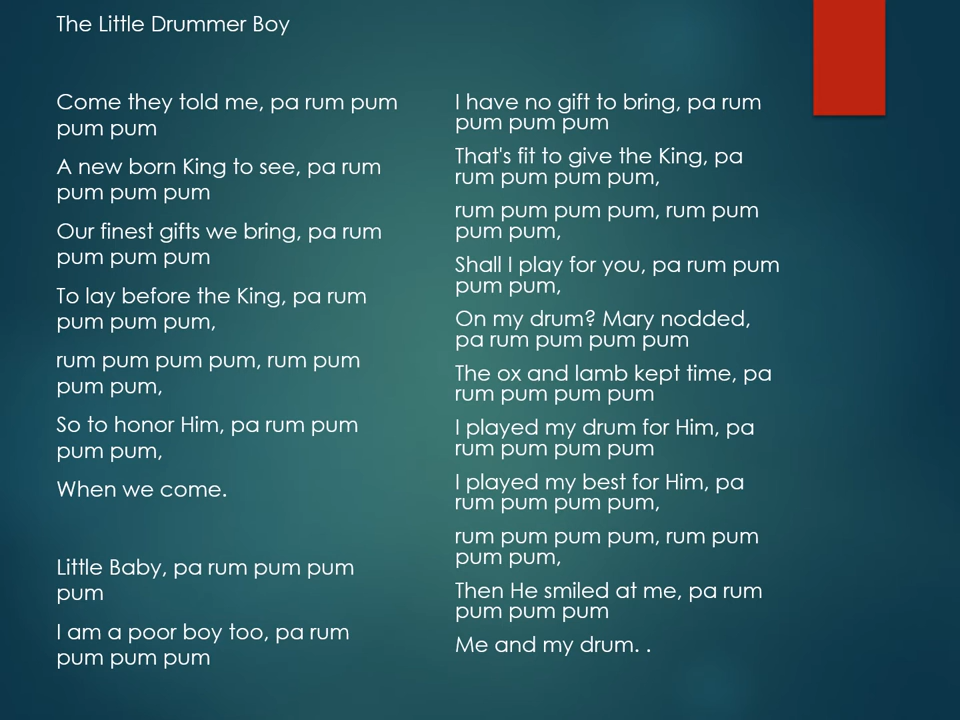 The Little Drummer Boy
Come they told me, pa rum pum
pum pum
A new born King to see, pa rum
pum pum pum
Our finest gifts we bring, pa rum
pum pum pum
To lay before the King, pa rum
pum pum pum,
rum pum pum pum, rum pum
pum pum,
So to honor Him, pa rum pum
pum pum,
When we come.
Little Baby, pa rum pum pum
pum
I am a poor boy too, pa rum
pum pum pum
I have no gift to bring, pa rum
pum pum pum
That's fit to give the King, pa
rum pum pum pum,
rum pum pum pum, rum pum
pum pum,
Shall I play for you, pa rum pum
pum pum,
On my drum? Mary nodded,
pa rum pum pum pum
The ox and lamb kept time, pa
rum pum pum pum
I played my drum for Him, pa
rum pum pum pum
I played my best for Him, pa
rum pum pum pum,
rum pum pum pum, rum pum
pum pum,
Then He smiled at me, pa rum
pum pum pum
Me and my drum. .